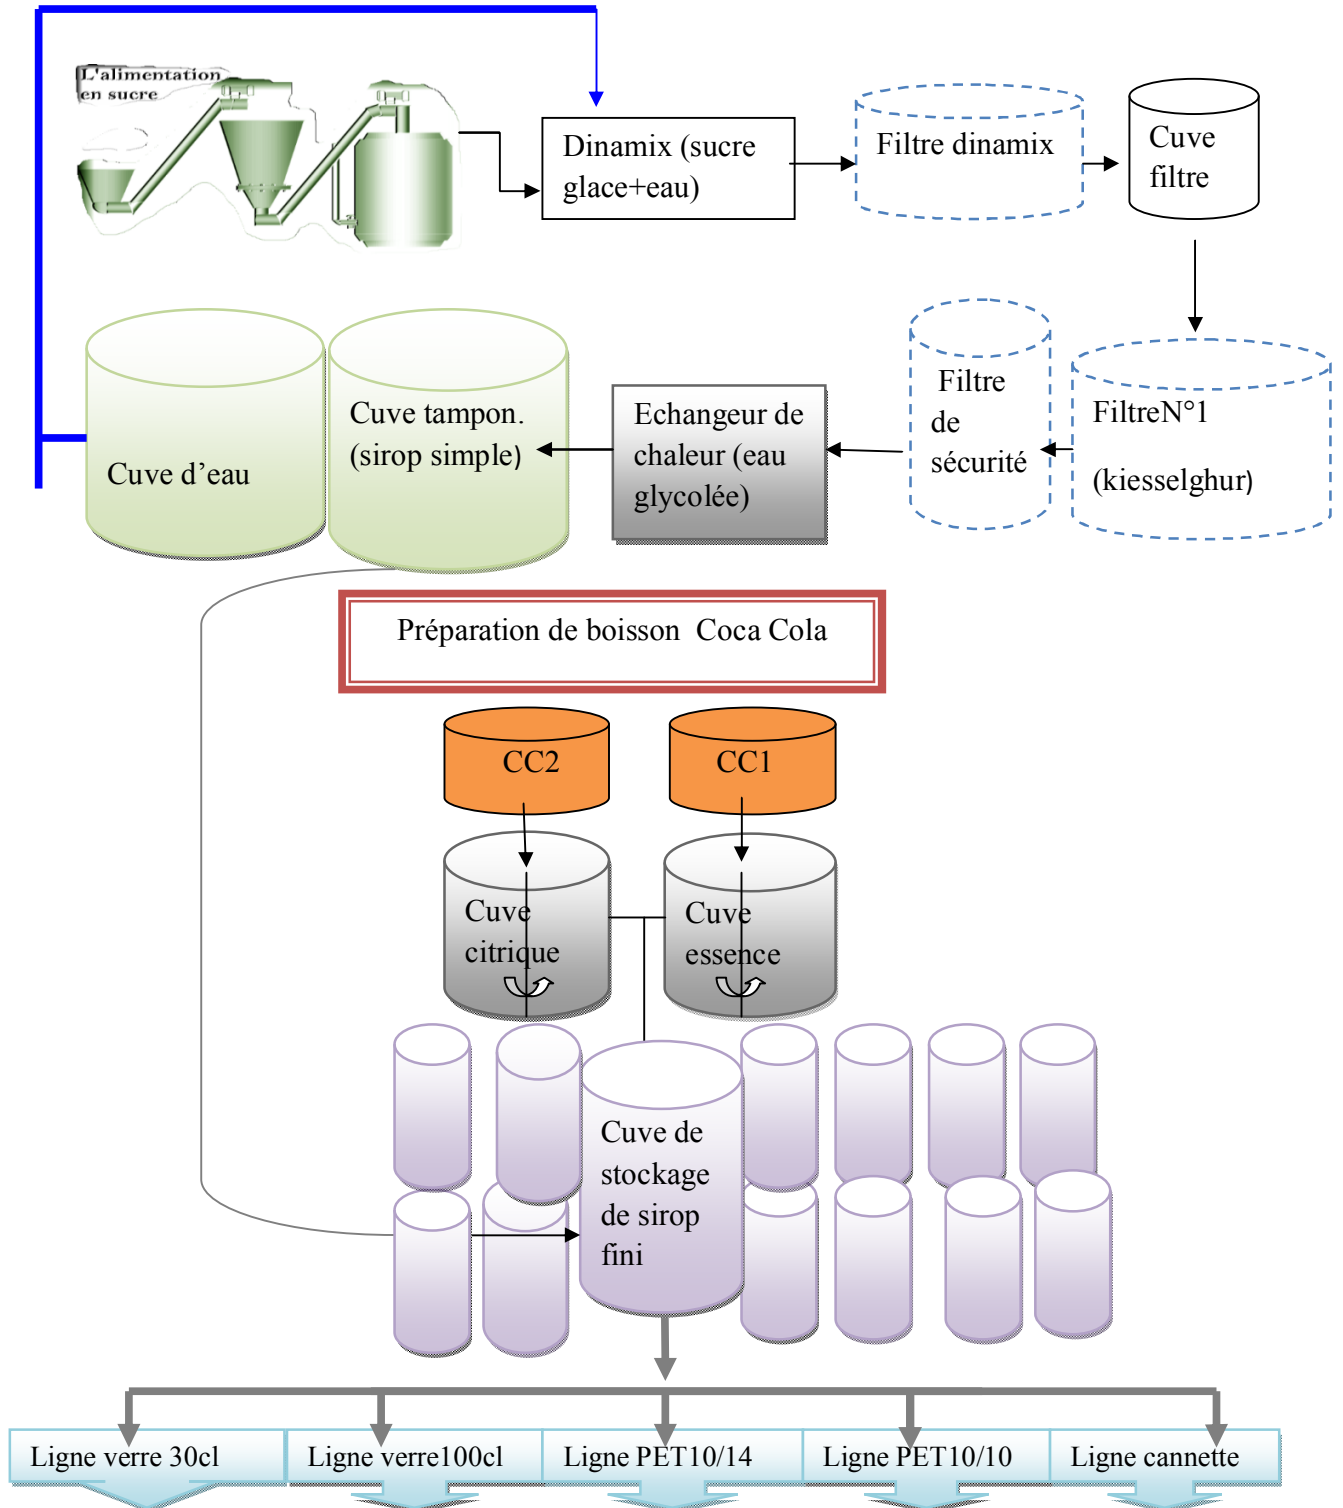 L'alimentation
en sucre
Dinamix (sucre
glace+eau)
Filtre dinamix
Cuve
filtre
Cuve d’eau
Cuve tampon.
(sirop simple)
Echangeur de
chaleur (eau
glycolée)
Filtre
de
sécurité
FiltreN°1
(kiesselghur)
Préparation de boisson  Coca Cola
CC2
CC1
Cuve
citrique
Cuve
essence
Cuve de
stockage
de sirop
fini
Ligne verre 30cl
Ligne verre100cl
Ligne PET10/14
Ligne PET10/10
Ligne cannette